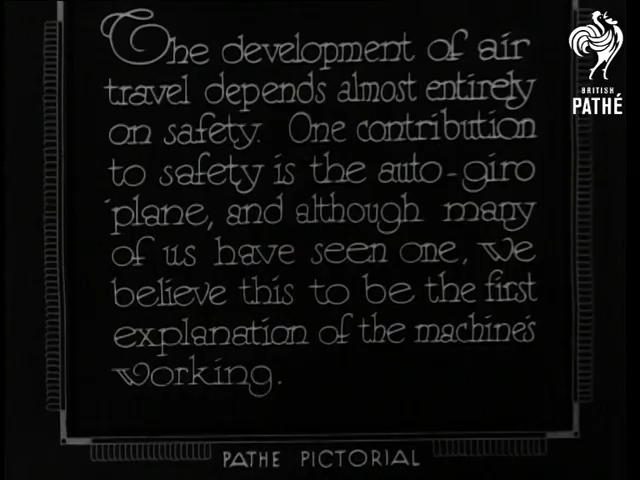 The development of air
travel depends almost entirely
on safety. One contribution
to safety is the auto-giro
'plane, and although many
of us have seen one, we
believe this to be the first
explanation of the machine's
working.
PATHE PICTORIAL
BRITISH
PATHÉ